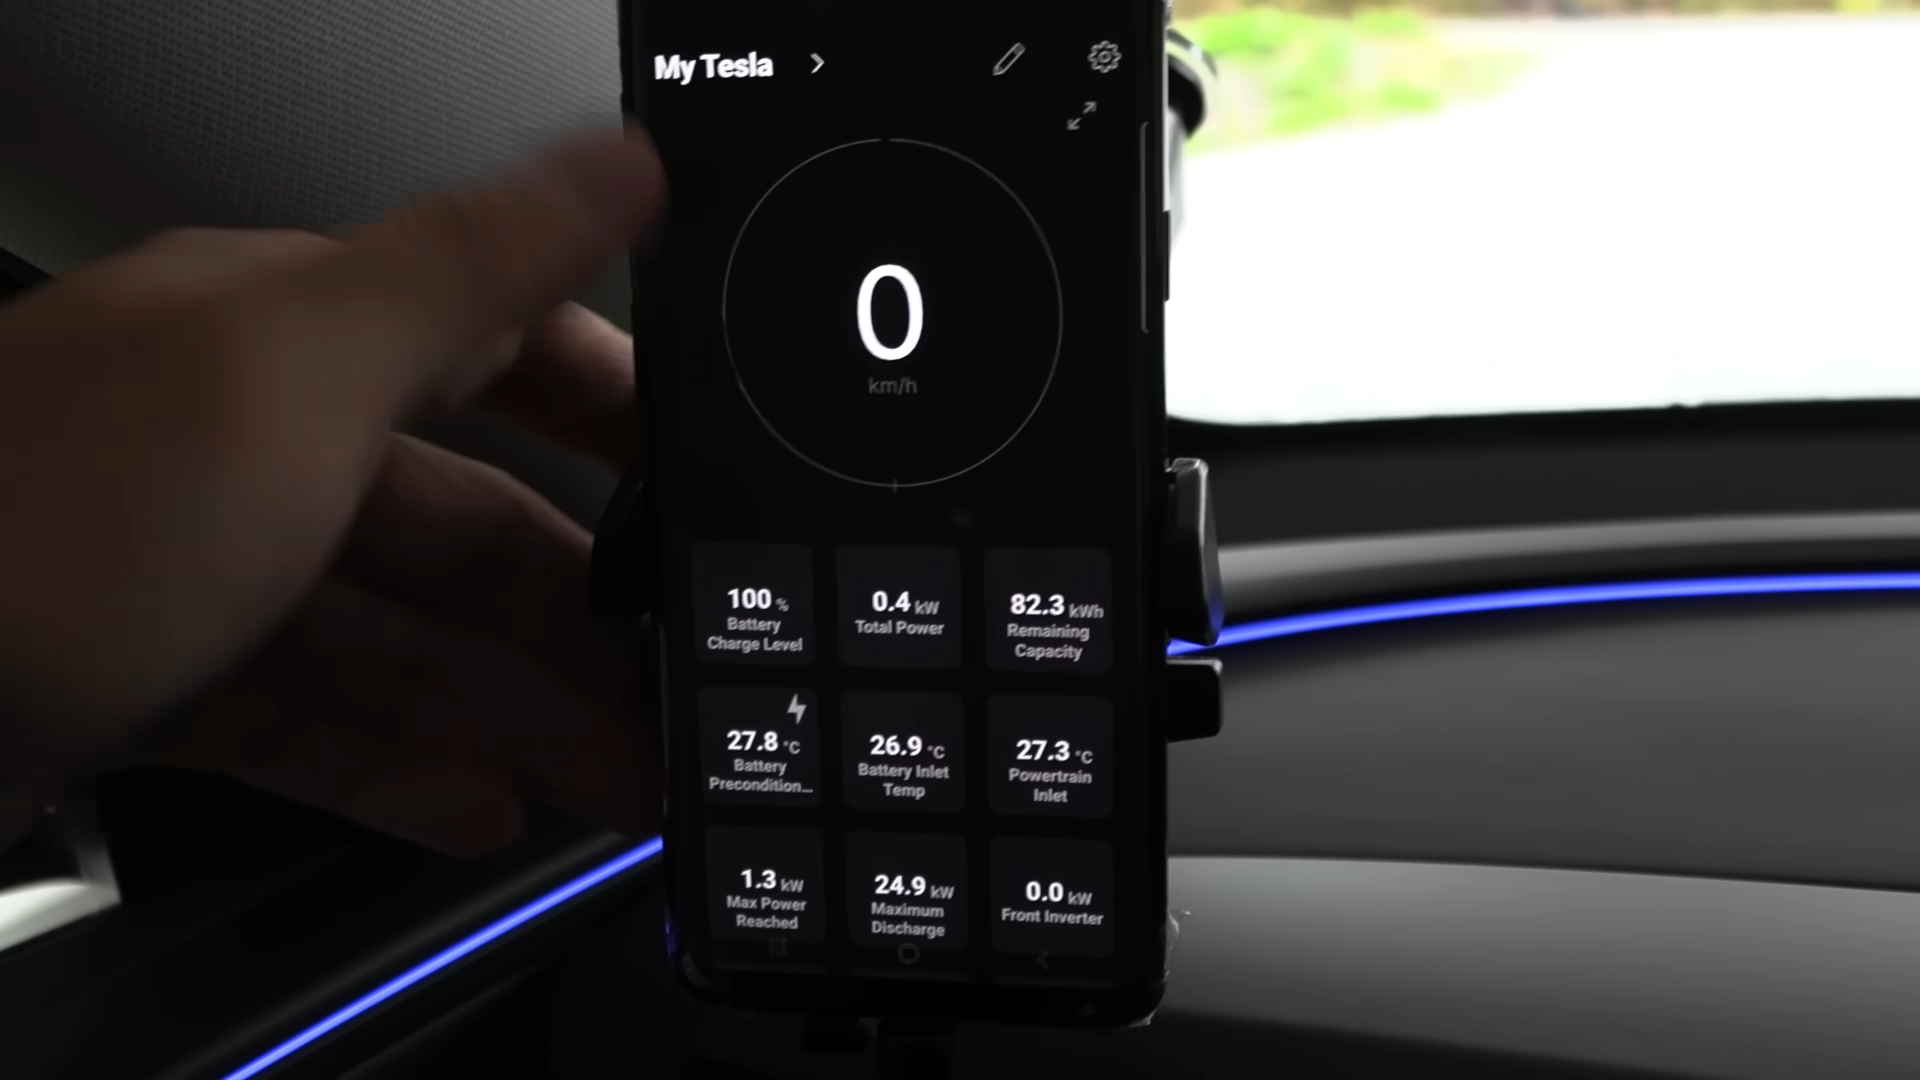 My Tesla
0
km/h
100 %
Battery
Charge Level
0.4 kW
Total Power
82.3 kWh
Remaining
Capacity
27.8 °C
Battery
Precondition...
26.9 °C
Battery Inlet
Temp
27.3 °C
Powertrain
Inlet
1.3 kW
Max Power
Reached
24.9 kW
Maximum
Discharge
0.0 kW
Front Inverter